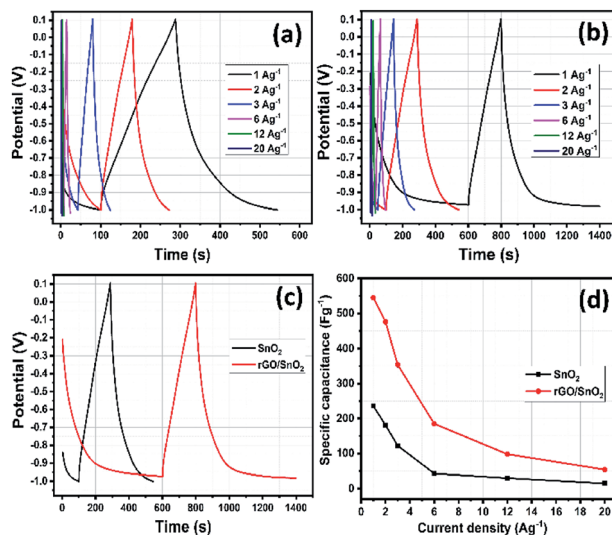 (a)
Potential (V)
0.1
0.0
-0.1
-0.2
-0.3
-0.4
-0.5
-0.6
-0.7
-0.8
-0.9
-1.0
1 Ag⁻¹
2 Ag⁻¹
3 Ag⁻¹
6 Ag⁻¹
12 Ag⁻¹
20 Ag⁻¹
0 100 200 300 400 500 600
Time (s)
(b)
Potential (V)
0.1
0.0
-0.1
-0.2
-0.3
-0.4
-0.5
-0.6
-0.7
-0.8
-0.9
-1.0
1 Ag⁻¹
2 Ag⁻¹
3 Ag⁻¹
6 Ag⁻¹
12 Ag⁻¹
20 Ag⁻¹
0 200 400 600 800 1000 1200 1400
Time (s)
(c)
Potential (V)
0.1
0.0
-0.1
-0.2
-0.3
-0.4
-0.5
-0.6
-0.7
-0.8
-0.9
-1.0
SnO₂
rGO/SnO₂
0 200 400 600 800 1000 1200 1400
Time (s)
(d)
Specific capacitance (Fg⁻¹)
600
500
400
300
200
100
0
SnO₂
rGO/SnO₂
0 2 4 6 8 10 12 14 16 18 20
Current density (Ag⁻¹)